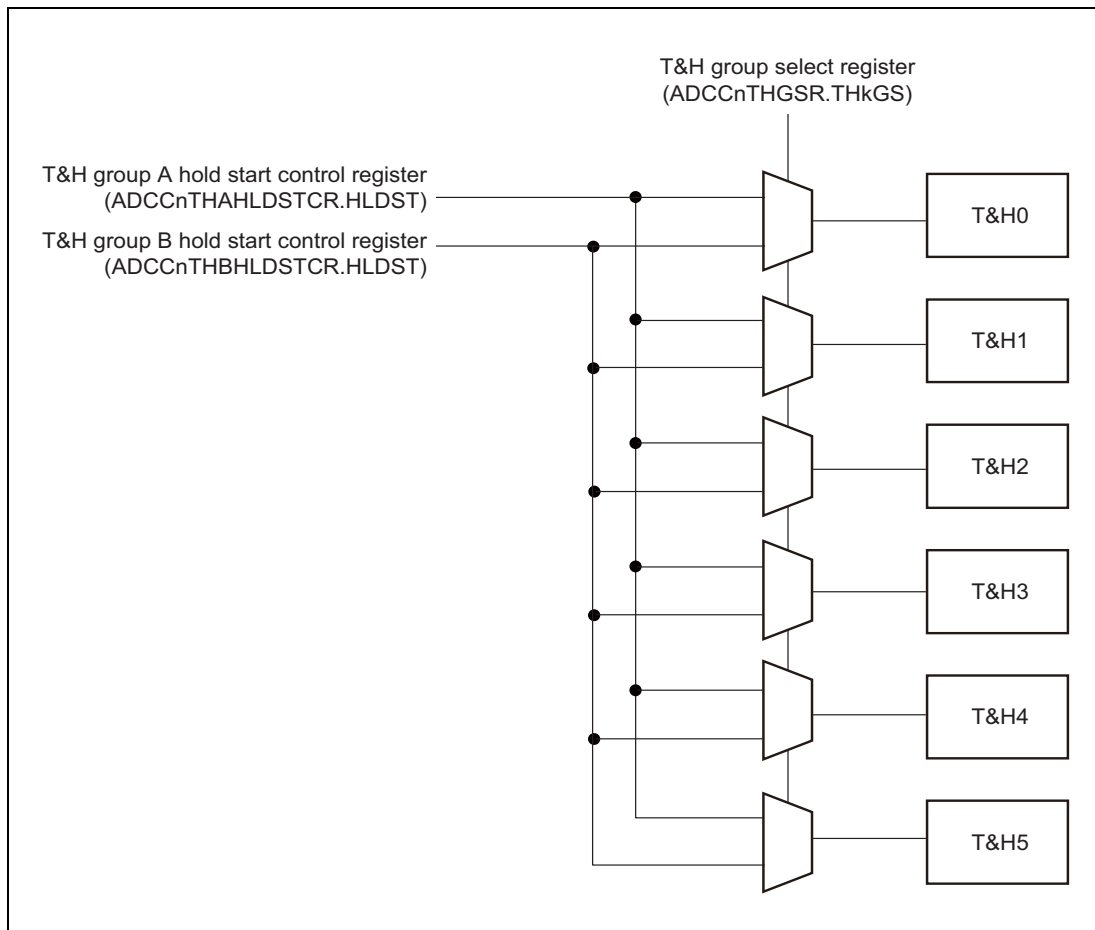 T&H group select register
(ADCCnTHGSR.THkGS)
T&H group A hold start control register
(ADCCnTHAHLDSTCR.HLDST)
T&H group B hold start control register
(ADCCnTHBHLDSTCR.HLDST)
T&H0
T&H1
T&H2
T&H3
T&H4
T&H5